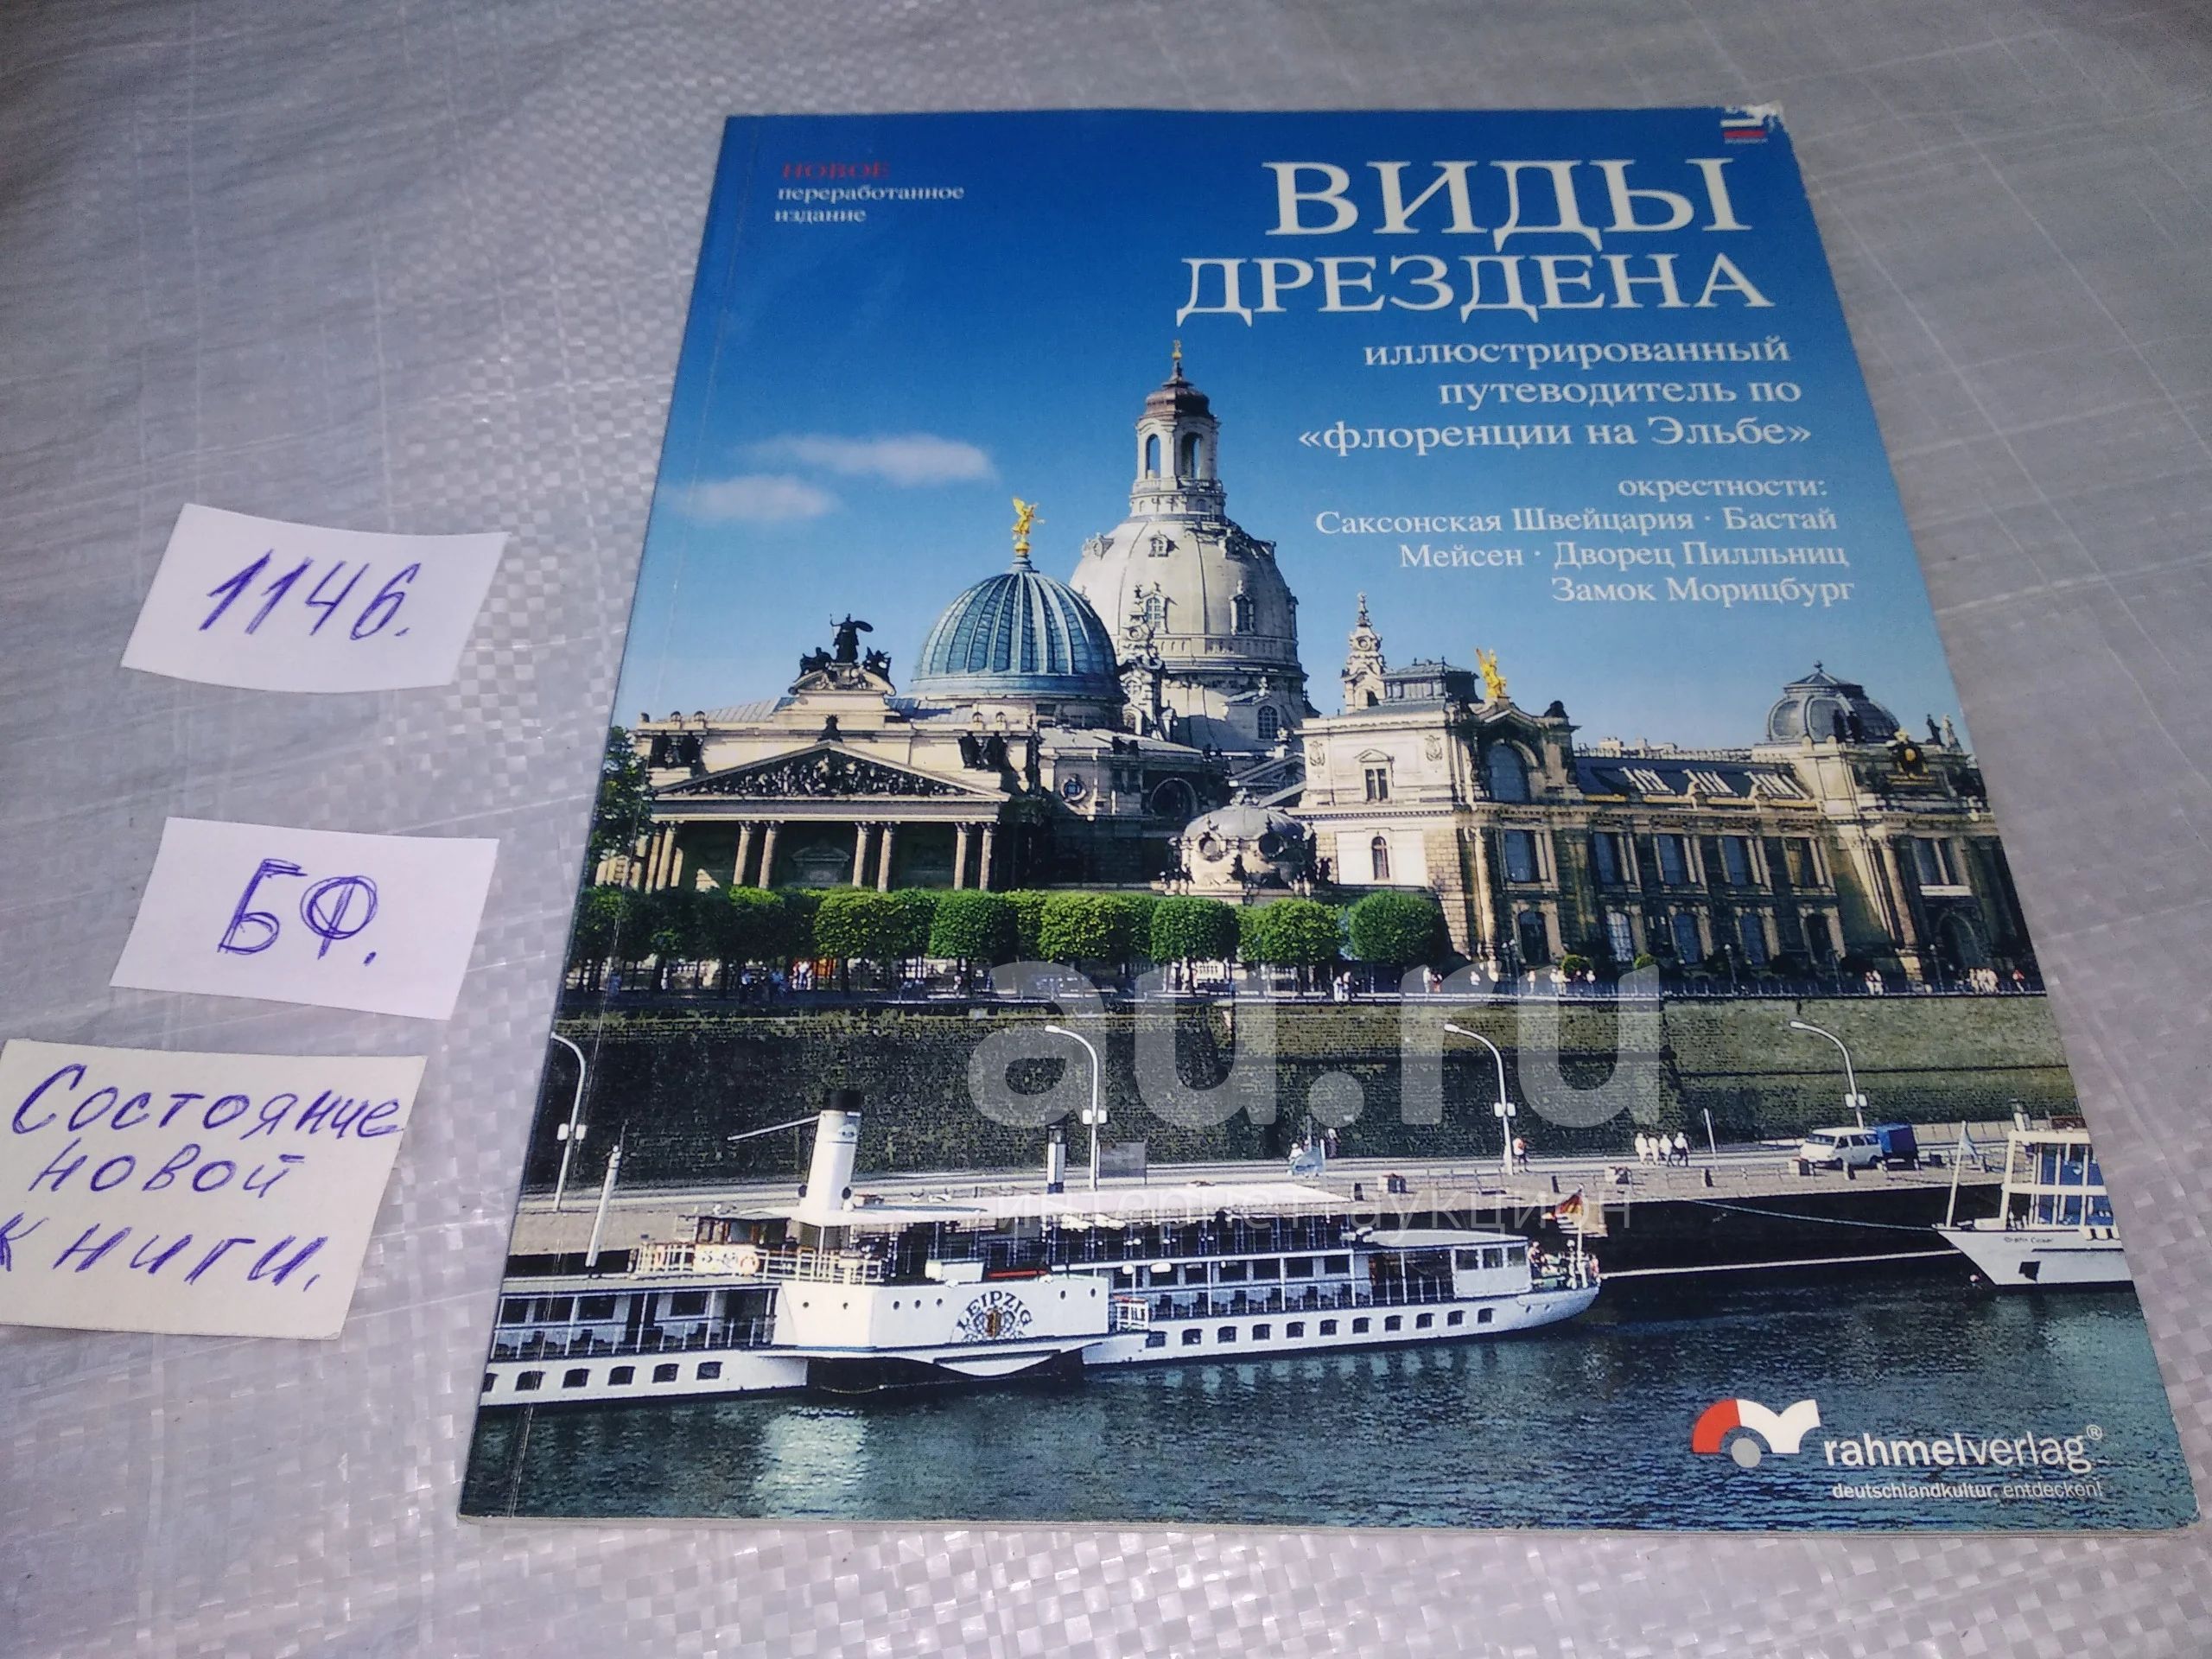 НОВОЕ
переработанное
издание
ВИДЫ
ДРЕЗДЕНА
иллюстрированный
путеводитель по
«флоренции на Эльбе»
окрестности:
Саксонская Швейцария · Бастай
Мейсен · Дворец Пилльниц
Замок Морицбург
1146.
БФ.
Состояние
новой
книги.
au.ru
интернет аукцион
LEIPZIG
rahmelverlag®
deutschlandkultur. entdecken!